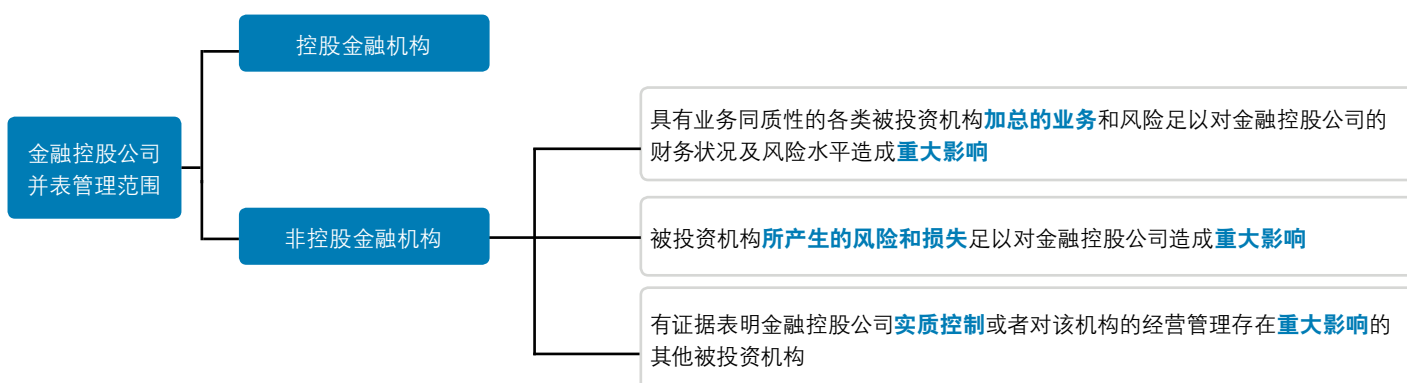 金融控股公司
并表管理范围
控股金融机构
非控股金融机构
具有业务同质性的各类被投资机构加总的业务和风险足以对金融控股公司的
财务状况及风险水平造成重大影响
被投资机构所产生的风险和损失足以对金融控股公司造成重大影响
有证据表明金融控股公司实质控制或者对该机构的经营管理存在重大影响的
其他被投资机构